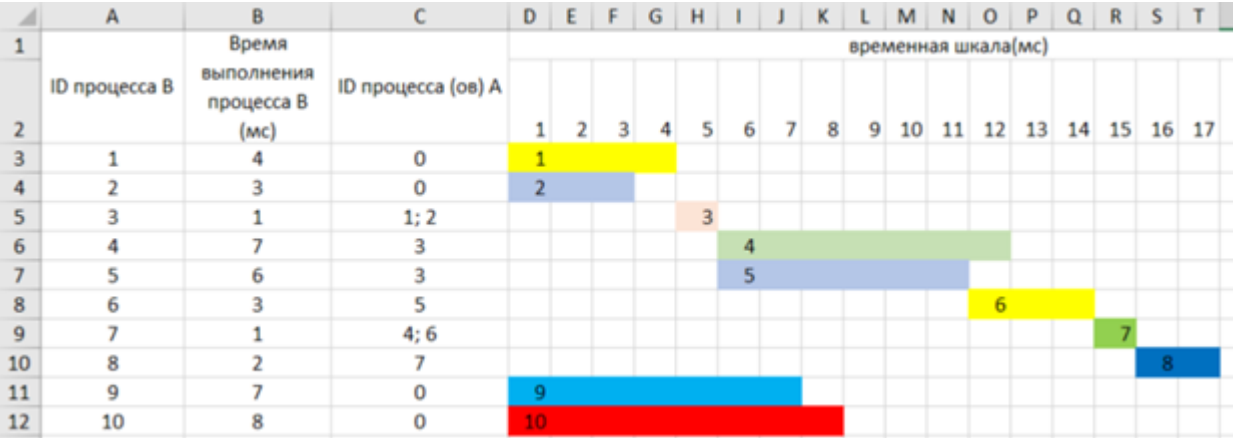 A B C D E F G H I J K L M N O P Q R S T
1 Время временная шкала(мс)
ID процесса B выполнения ID процесса (ов) A
процесса B
2 (мс) 1 2 3 4 5 6 7 8 9 10 11 12 13 14 15 16 17
3 1 4 0 1
4 2 3 0 2
5 3 1 1; 2 3
6 4 7 3 4
7 5 6 3 5
8 6 3 5 6
9 7 1 4; 6 7
10 8 2 7 8
11 9 7 0 9
12 10 8 0 10